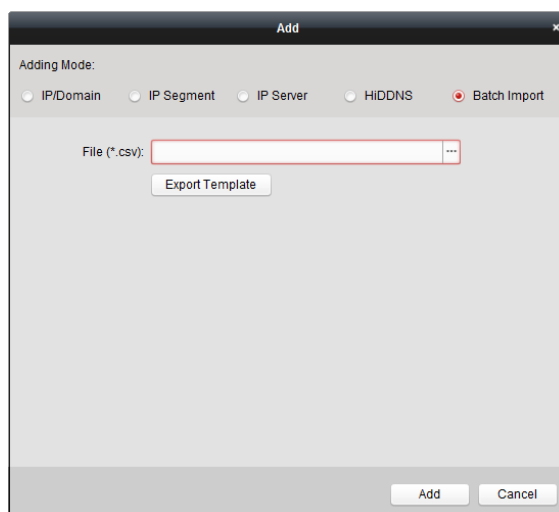 Add
×
Adding Mode:
IP/Domain IP Segment IP Server HiDDNS Batch Import
File (*.csv): ...
Export Template
Add Cancel